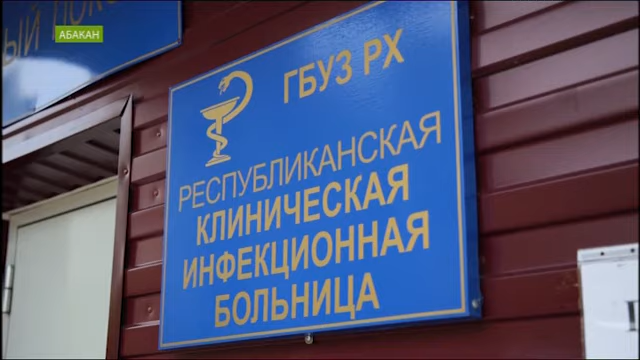 АБАКАН
ГБУЗ РХ
РЕСПУБЛИКАНСКАЯ
КЛИНИЧЕСКАЯ
ИНФЕКЦИОННАЯ
БОЛЬНИЦА